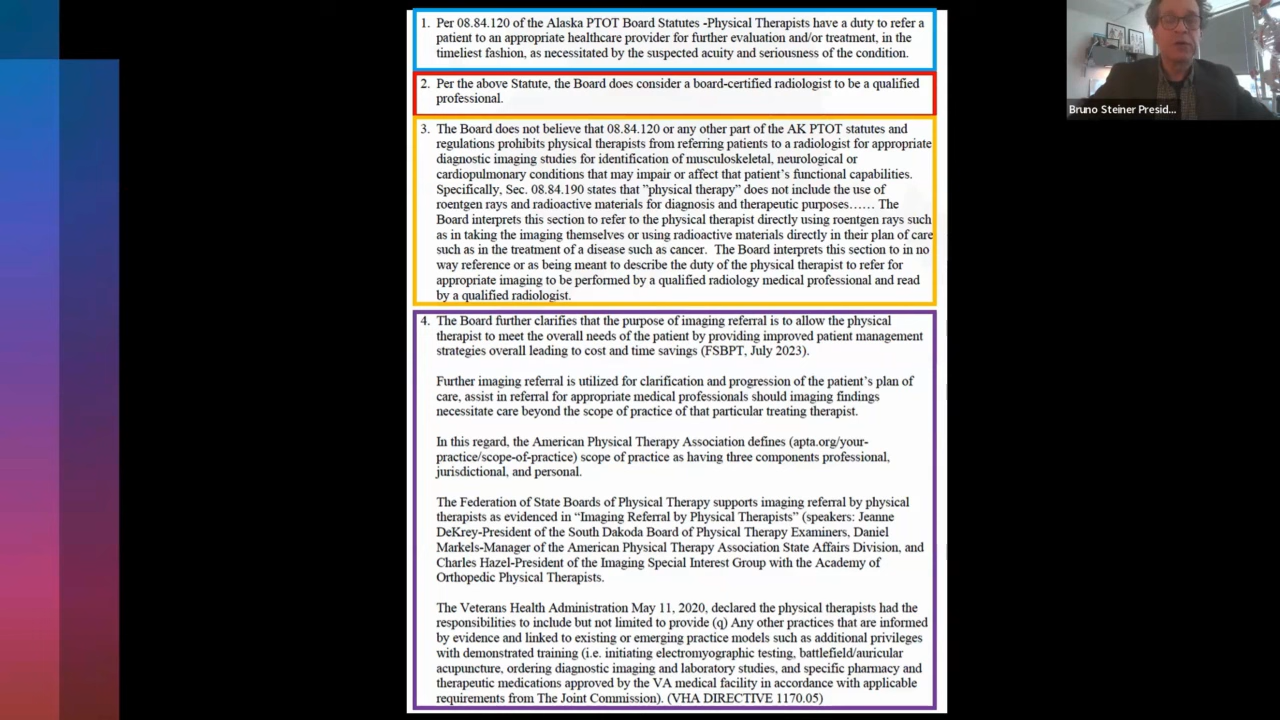 1. Per 08.84.120 of the Alaska PTOT Board Statutes -Physical Therapists have a duty to refer a
patient to an appropriate healthcare provider for further evaluation and/or treatment, in the
timeliest fashion, as necessitated by the suspected acuity and seriousness of the condition.
2. Per the above Statute, the Board does consider a board-certified radiologist to be a qualified
professional.
3. The Board does not believe that 08.84.120 or any other part of the AK PTOT statutes and
regulations prohibits physical therapists from referring patients to a radiologist for appropriate
diagnostic imaging studies for identification of musculoskeletal, neurological or
cardiopulmonary conditions that may impair or affect that patient's functional capabilities.
Specifically, Sec. 08.84.190 states that "physical therapy" does not include the use of
roentgen rays and radioactive materials for diagnosis and therapeutic purposes…… The
Board interprets this section to refer to the physical therapist directly using roentgen rays such
as in taking the imaging themselves or using radioactive materials directly in their plan of care
such as in the treatment of a disease such as cancer. The Board interprets this section to in no
way reference or as being meant to describe the duty of the physical therapist to refer for
appropriate imaging to be performed by a qualified radiology medical professional and read
by a qualified radiologist.
4. The Board further clarifies that the purpose of imaging referral is to allow the physical
therapist to meet the overall needs of the patient by providing improved patient management
strategies overall leading to cost and time savings (FSBPT, July 2023).
Further imaging referral is utilized for clarification and progression of the patient's plan of
care, assist in referral for appropriate medical professionals should imaging findings
necessitate care beyond the scope of practice of that particular treating therapist.
In this regard, the American Physical Therapy Association defines (apta.org/your-
practice/scope-of-practice) scope of practice as having three components professional,
jurisdictional, and personal.
The Federation of State Boards of Physical Therapy supports imaging referral by physical
therapists as evidenced in “Imaging Referral by Physical Therapists” (speakers: Jeanne
DeKrey-President of the South Dakoda Board of Physical Therapy Examiners, Daniel
Markels-Manager of the American Physical Therapy Association State Affairs Division, and
Charles Hazel-President of the Imaging Special Interest Group with the Academy of
Orthopedic Physical Therapists.
The Veterans Health Administration May 11, 2020, declared the physical therapists had the
responsibilities to include but not limited to provide (q) Any other practices that are informed
by evidence and linked to existing or emerging practice models such as additional privileges
with demonstrated training (i.e. initiating electromyographic testing, battlefield/auricular
acupuncture, ordering diagnostic imaging and laboratory studies, and specific pharmacy and
therapeutic medications approved by the VA medical facility in accordance with applicable
requirements from The Joint Commission). (VHA DIRECTIVE 1170.05)
Bruno Steiner Presid...